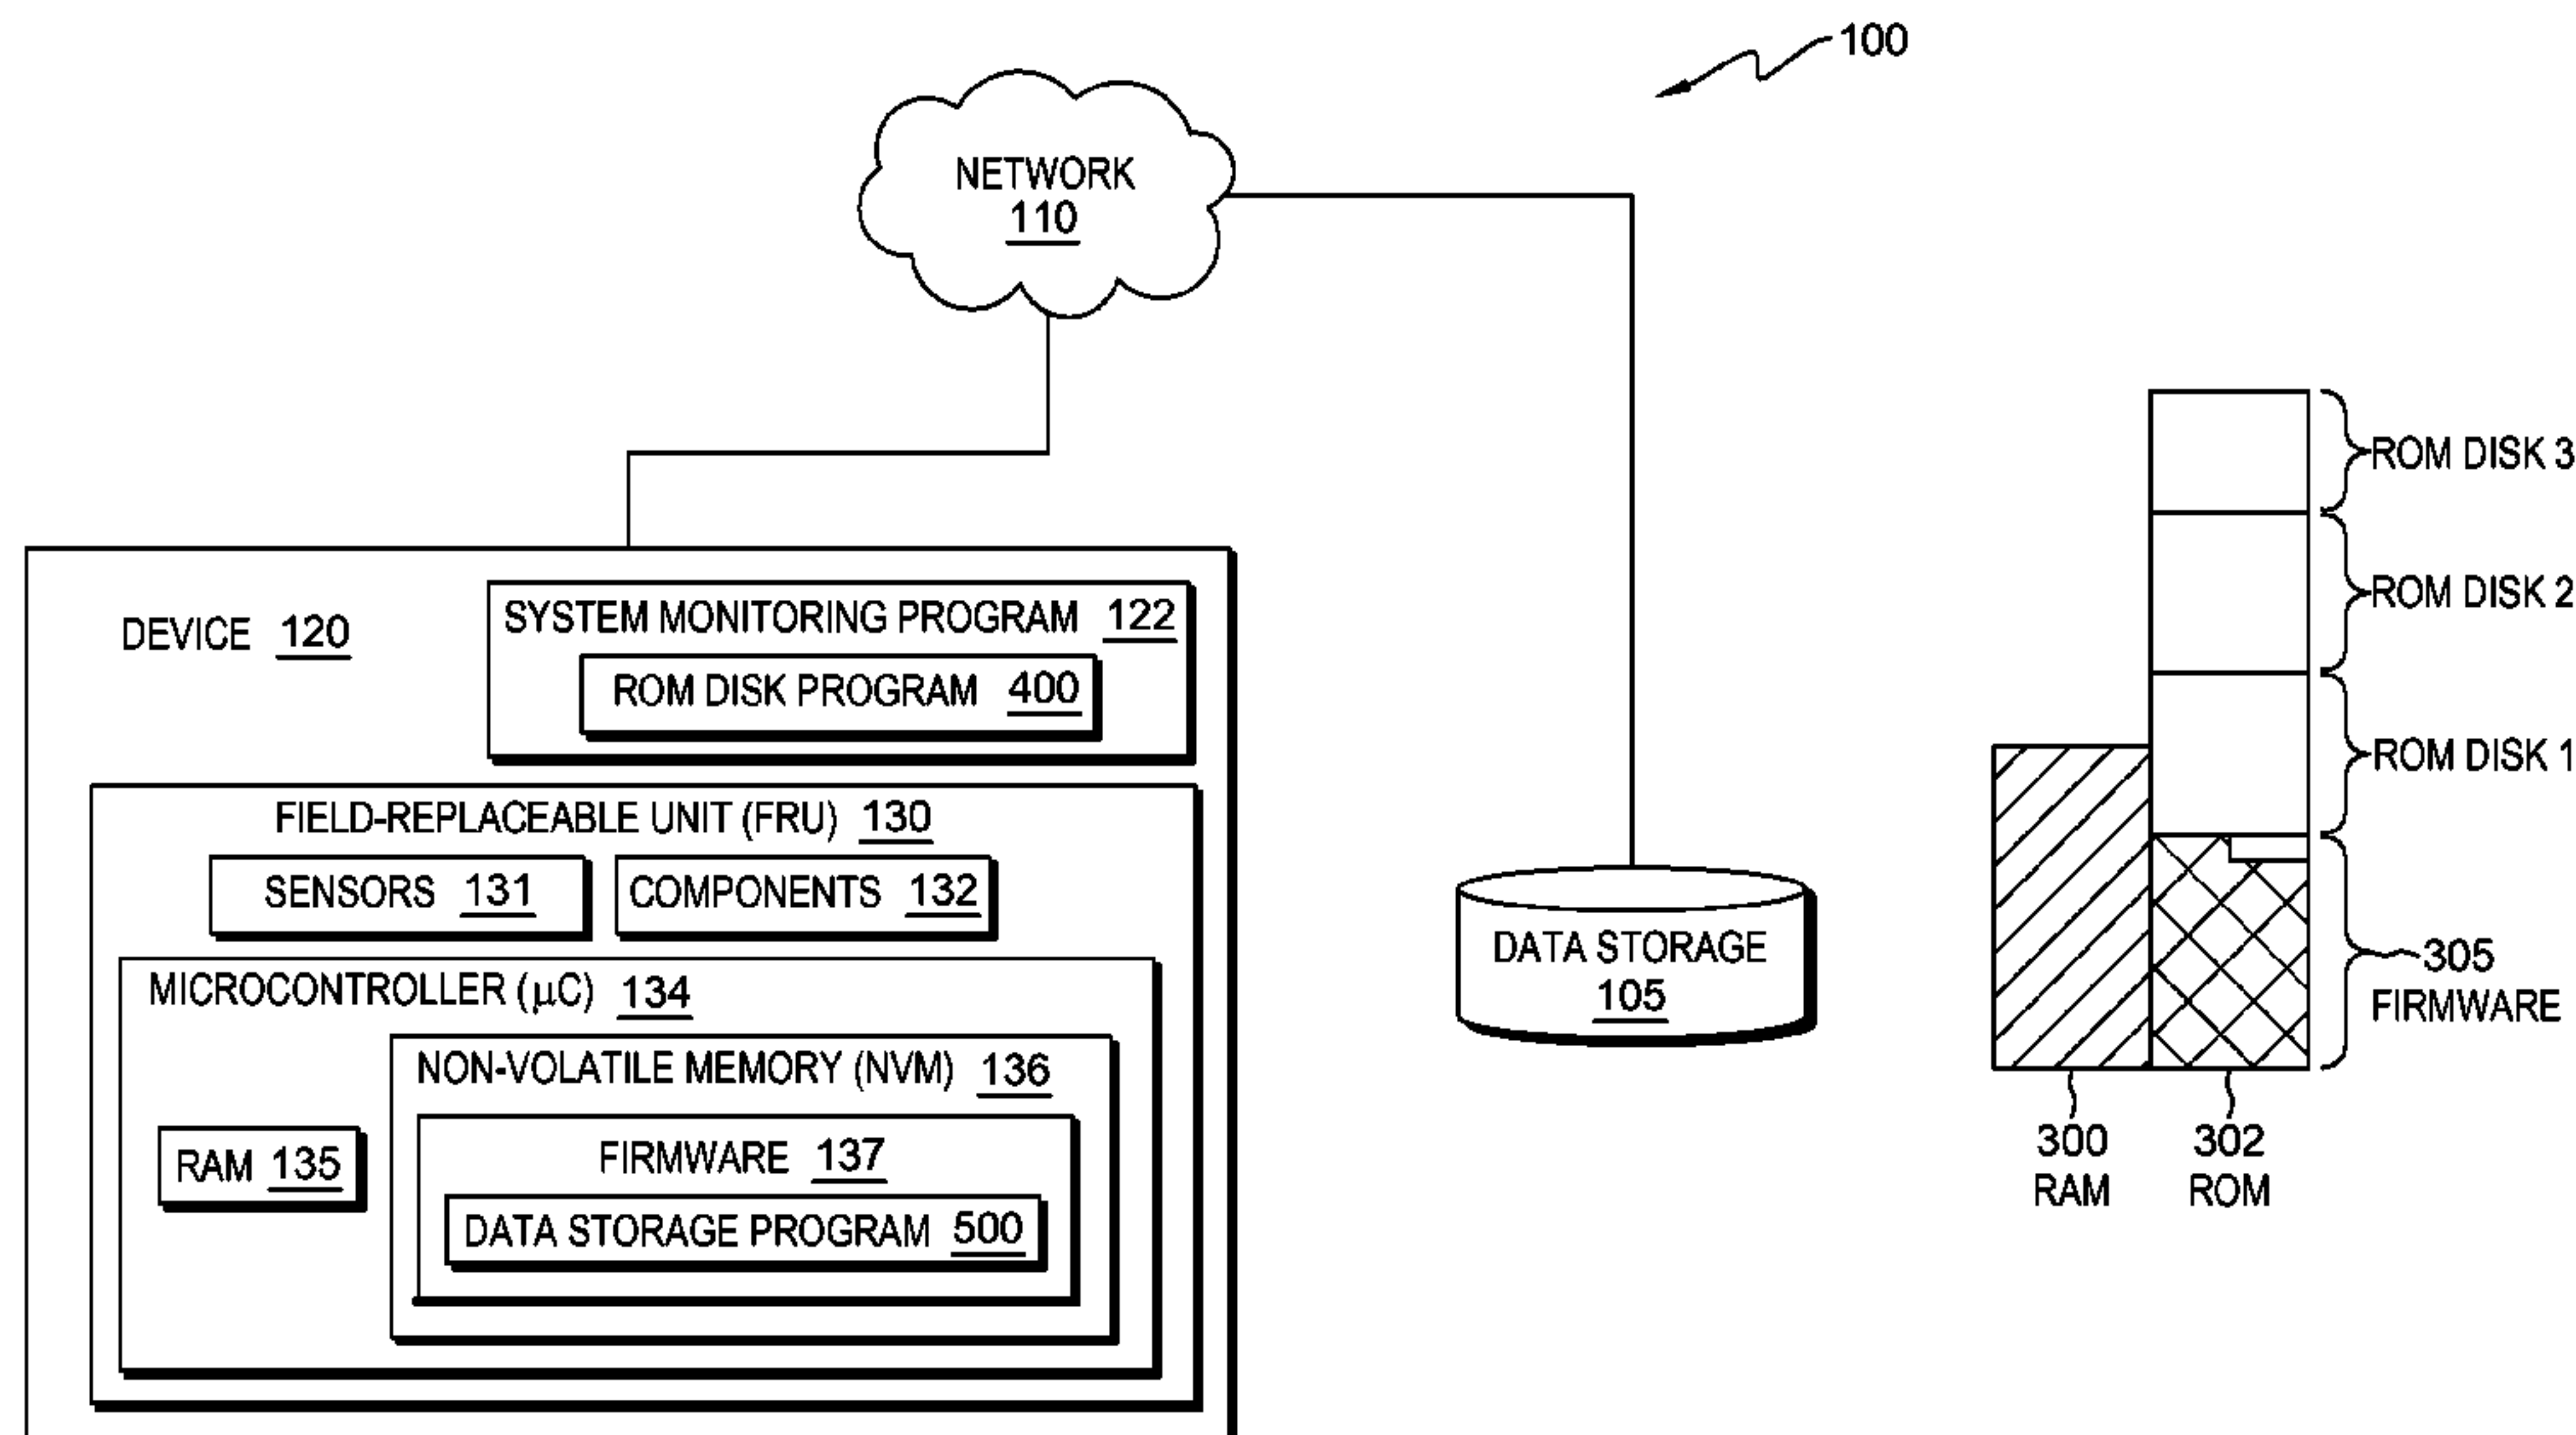 100
NETWORK
110
DEVICE 120
SYSTEM MONITORING PROGRAM 122
ROM DISK PROGRAM 400
FIELD-REPLACEABLE UNIT (FRU) 130
SENSORS 131
COMPONENTS 132
MICROCONTROLLER (μC) 134
NON-VOLATILE MEMORY (NVM) 136
RAM 135
FIRMWARE 137
DATA STORAGE PROGRAM 500
DATA STORAGE
105
ROM DISK 3
ROM DISK 2
ROM DISK 1
305
FIRMWARE
300
RAM
302
ROM